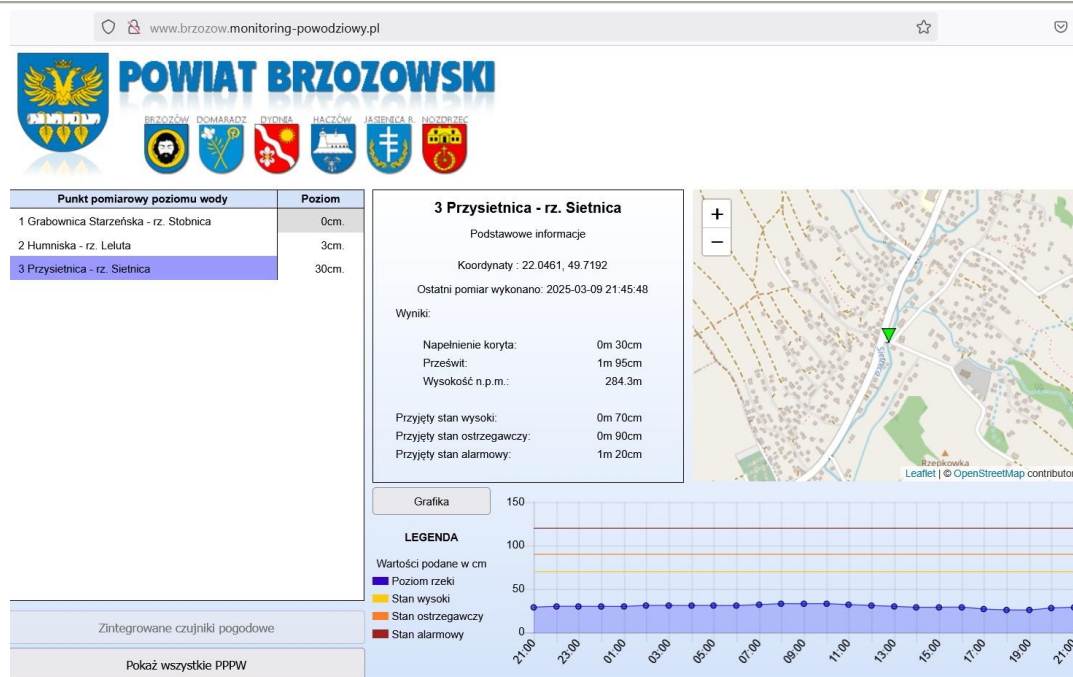 www.brzozow.monitoring-powodziowy.pl
POWIAT BRZOZOWSKI
BRZOZÓW DOMARADZ DYDNIA HACZÓW JASIENICA R. NOZDRZEC
Punkt pomiarowy poziomu wody Poziom
1 Grabownica Starzeńska - rz. Stobnica 0cm.
2 Humniska - rz. Leluta 3cm.
3 Przysietnica - rz. Sietnica 30cm.
Zintegrowane czujniki pogodowe
Pokaż wszystkie PPPW
3 Przysietnica - rz. Sietnica
Podstawowe informacje
Koordynaty : 22.0461, 49.7192
Ostatni pomiar wykonano: 2025-03-09 21:45:48
Wyniki:
Napełnienie koryta: 0m 30cm
Prześwit: 1m 95cm
Wysokość n.p.m.: 284.3m
Przyjęty stan wysoki: 0m 70cm
Przyjęty stan ostrzegawczy: 0m 90cm
Przyjęty stan alarmowy: 1m 20cm
+
−
Sietnica
Rzepkowka
Leaflet | © OpenStreetMap contributor
Grafika
LEGENDA
Wartości podane w cm
Poziom rzeki
Stan wysoki
Stan ostrzegawczy
Stan alarmowy
150
100
50
0
21:00 23:00 01:00 03:00 05:00 07:00 09:00 11:00 13:00 15:00 17:00 19:00 21:00